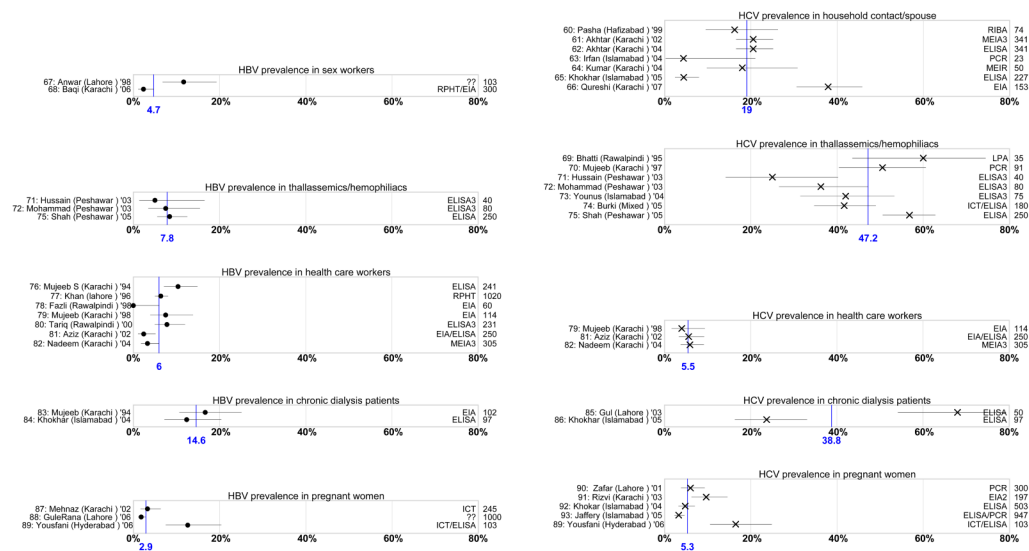 HBV prevalence in sex workers
67: Anwar (Lahore ) '98 ?? 103
68: Baqi (Karachi ) '06 RPHT/EIA 300
0% 20% 40% 60% 80%
4.7
HBV prevalence in thallassemics/hemophiliacs
71: Hussain (Peshawar ) '03 ELISA3 40
72: Mohammad (Peshawar ) '03 ELISA3 80
75: Shah (Peshawar ) '05 ELISA 250
0% 20% 40% 60% 80%
7.8
HBV prevalence in health care workers
76: Mujeeb S (Karachi ) '94 ELISA 241
77: Khan (lahore ) '96 RPHT 1020
78: Fazli (Rawalpindi ) '98 EIA 60
79: Mujeeb (Karachi ) '98 EIA 114
80: Tariq (Rawalpindi ) '00 ELISA3 231
81: Aziz (Karachi ) '02 EIA/ELISA 250
82: Nadeem (Karachi ) '04 MEIA3 305
0% 20% 40% 60% 80%
6
HBV prevalence in chronic dialysis patients
83: Mujeeb (Karachi ) '94 EIA 102
84: Khokhar (Islamabad ) '04 ELISA 97
0% 20% 40% 60% 80%
14.6
HBV prevalence in pregnant women
87: Mehnaz (Karachi ) '02 ICT 245
88: GuleRana (Lahore ) '06 ?? 1000
89: Yousfani (Hyderabad ) '06 ICT/ELISA 103
0% 20% 40% 60% 80%
2.9
HCV prevalence in household contact/spouse
60: Pasha (Hafizabad ) '99 RIBA 74
61: Akhtar (Karachi ) '02 MEIA3 341
62: Akhtar (Karachi ) '04 ELISA 341
63: Irfan (Islamabad ) '04 PCR 23
64: Kumar (Karachi ) '04 MEIR 50
65: Khokhar (Islamabad ) '05 ELISA 227
66: Qureshi (Karachi ) '07 EIA 153
0% 20% 40% 60% 80%
19
HCV prevalence in thallassemics/hemophiliacs
69: Bhatti (Rawalpindi ) '95 LPA 35
70: Mujeeb (Karachi ) '97 PCR 91
71: Hussain (Peshawar ) '03 ELISA3 40
72: Mohammad (Peshawar ) '03 ELISA3 80
73: Younus (Islamabad ) '04 ELISA3 75
74: Burki (Mixed ) '05 ICT/ELISA 180
75: Shah (Peshawar ) '05 ELISA 250
0% 20% 40% 60% 80%
47.2
HCV prevalence in health care workers
79: Mujeeb (Karachi ) '98 EIA 114
81: Aziz (Karachi ) '02 EIA/ELISA 250
82: Nadeem (Karachi ) '04 MEIA3 305
0% 20% 40% 60% 80%
5.5
HCV prevalence in chronic dialysis patients
85: Gul (Lahore ) '03 ELISA 50
86: Khokhar (Islamabad ) '05 ELISA 97
0% 20% 40% 60% 80%
38.8
HCV prevalence in pregnant women
90: Zafar (Lahore ) '01 PCR 300
91: Rizvi (Karachi ) '03 EIA2 197
92: Khokar (Islamabad ) '04 ELISA 503
93: Jaffery (Islamabad ) '05 ELISA/PCR 947
89: Yousfani (Hyderabad ) '06 ICT/ELISA 103
0% 20% 40% 60% 80%
5.3